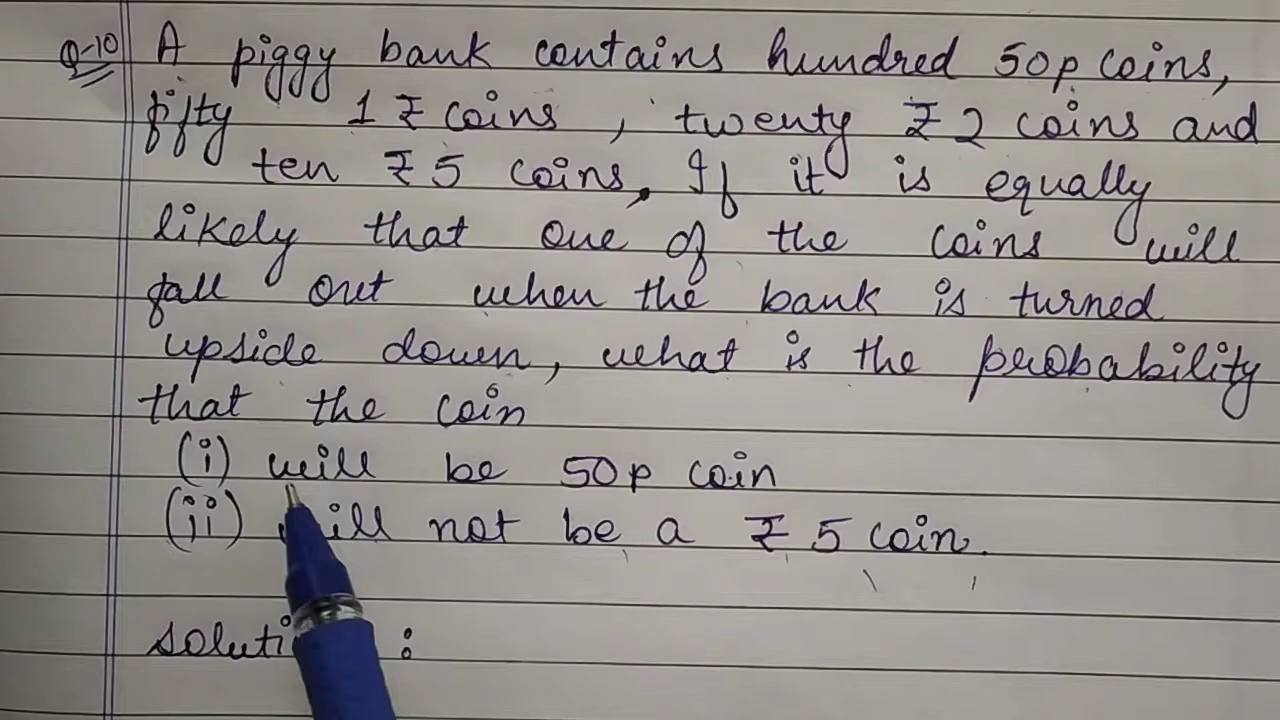 Q-10 A piggy bank contains hundred 50p coins,
fifty 1 ₹ coins, twenty ₹ 2 coins and
ten ₹ 5 coins. If it is equally
likely that one of the coins will
fall out when the bank is turned
upside down, what is the probability
that the coin
(i) will be 50p coin
(ii) will not be a ₹ 5 coin.
: